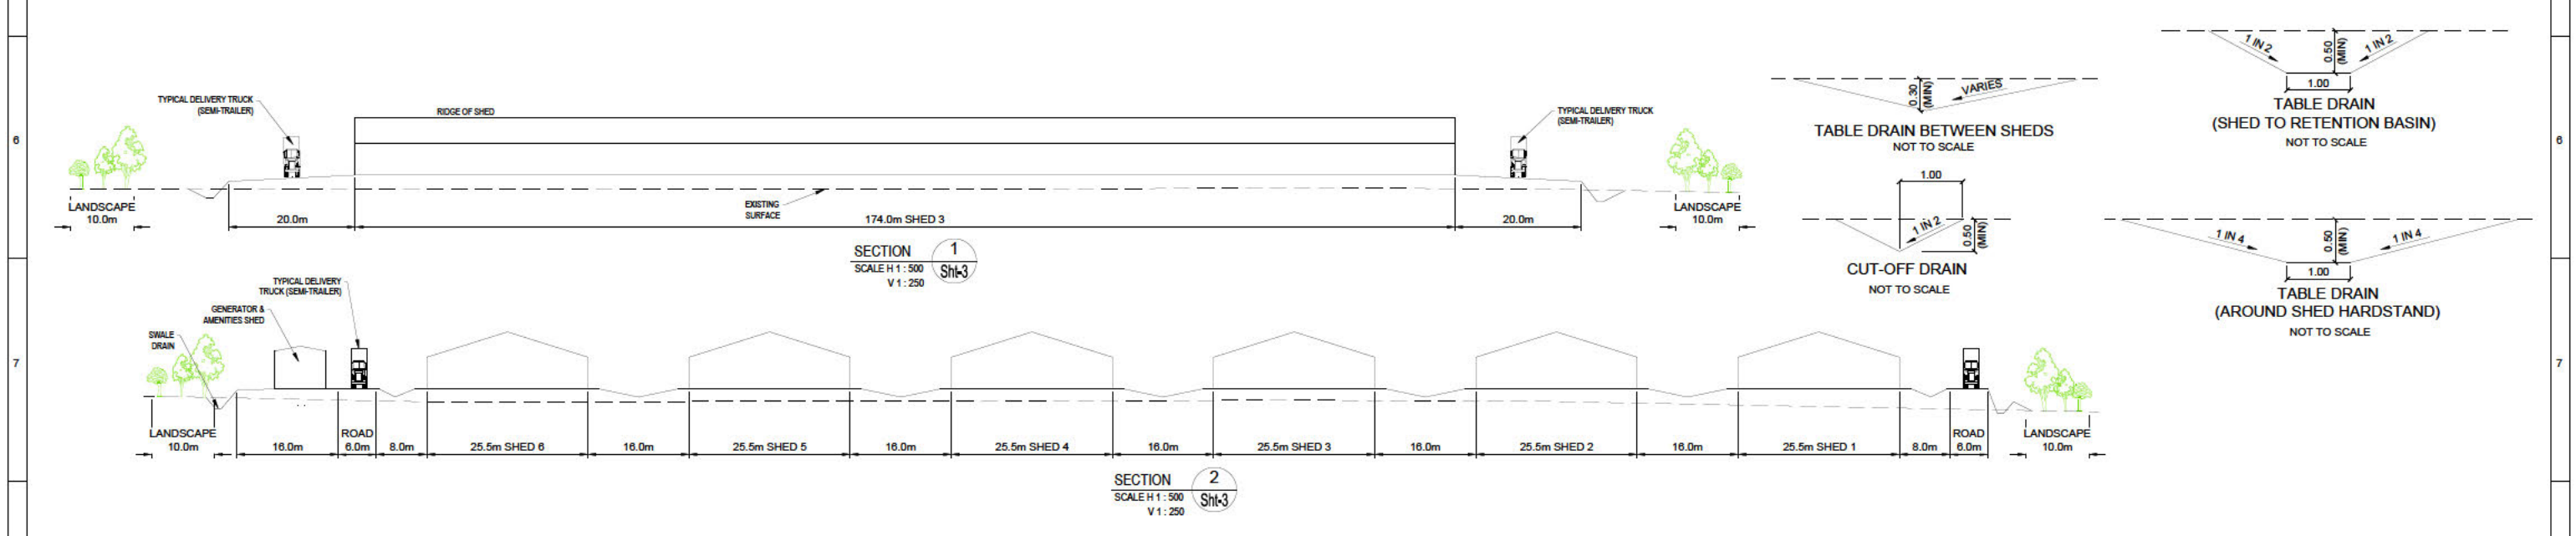 6
TYPICAL DELIVERY TRUCK
(SEMI-TRAILER)
RIDGE OF SHED
TYPICAL DELIVERY TRUCK
(SEMI-TRAILER)
LANDSCAPE
10.0m
20.0m
EXISTING
SURFACE
174.0m SHED 3
20.0m
LANDSCAPE
10.0m
SECTION
SCALE H 1 : 500
V 1 : 250
1
Sht-3
0.30
(MIN)
VARIES
TABLE DRAIN BETWEEN SHEDS
NOT TO SCALE
1 IN 2
0.50
(MIN)
1 IN 2
1.00
TABLE DRAIN
(SHED TO RETENTION BASIN)
NOT TO SCALE
6
1.00
1 IN 2
0.50
(MIN)
CUT-OFF DRAIN
NOT TO SCALE
1 IN 4
0.50
(MIN)
1 IN 4
1.00
TABLE DRAIN
(AROUND SHED HARDSTAND)
NOT TO SCALE
7
TYPICAL DELIVERY
TRUCK (SEMI-TRAILER)
GENERATOR &
AMENITIES SHED
SWALE
DRAIN
LANDSCAPE
10.0m
16.0m
ROAD
6.0m
8.0m
25.5m SHED 6
16.0m
25.5m SHED 5
16.0m
25.5m SHED 4
16.0m
25.5m SHED 3
16.0m
25.5m SHED 2
16.0m
25.5m SHED 1
8.0m
ROAD
6.0m
LANDSCAPE
10.0m
7
SECTION
SCALE H 1 : 500
V 1 : 250
2
Sht-3